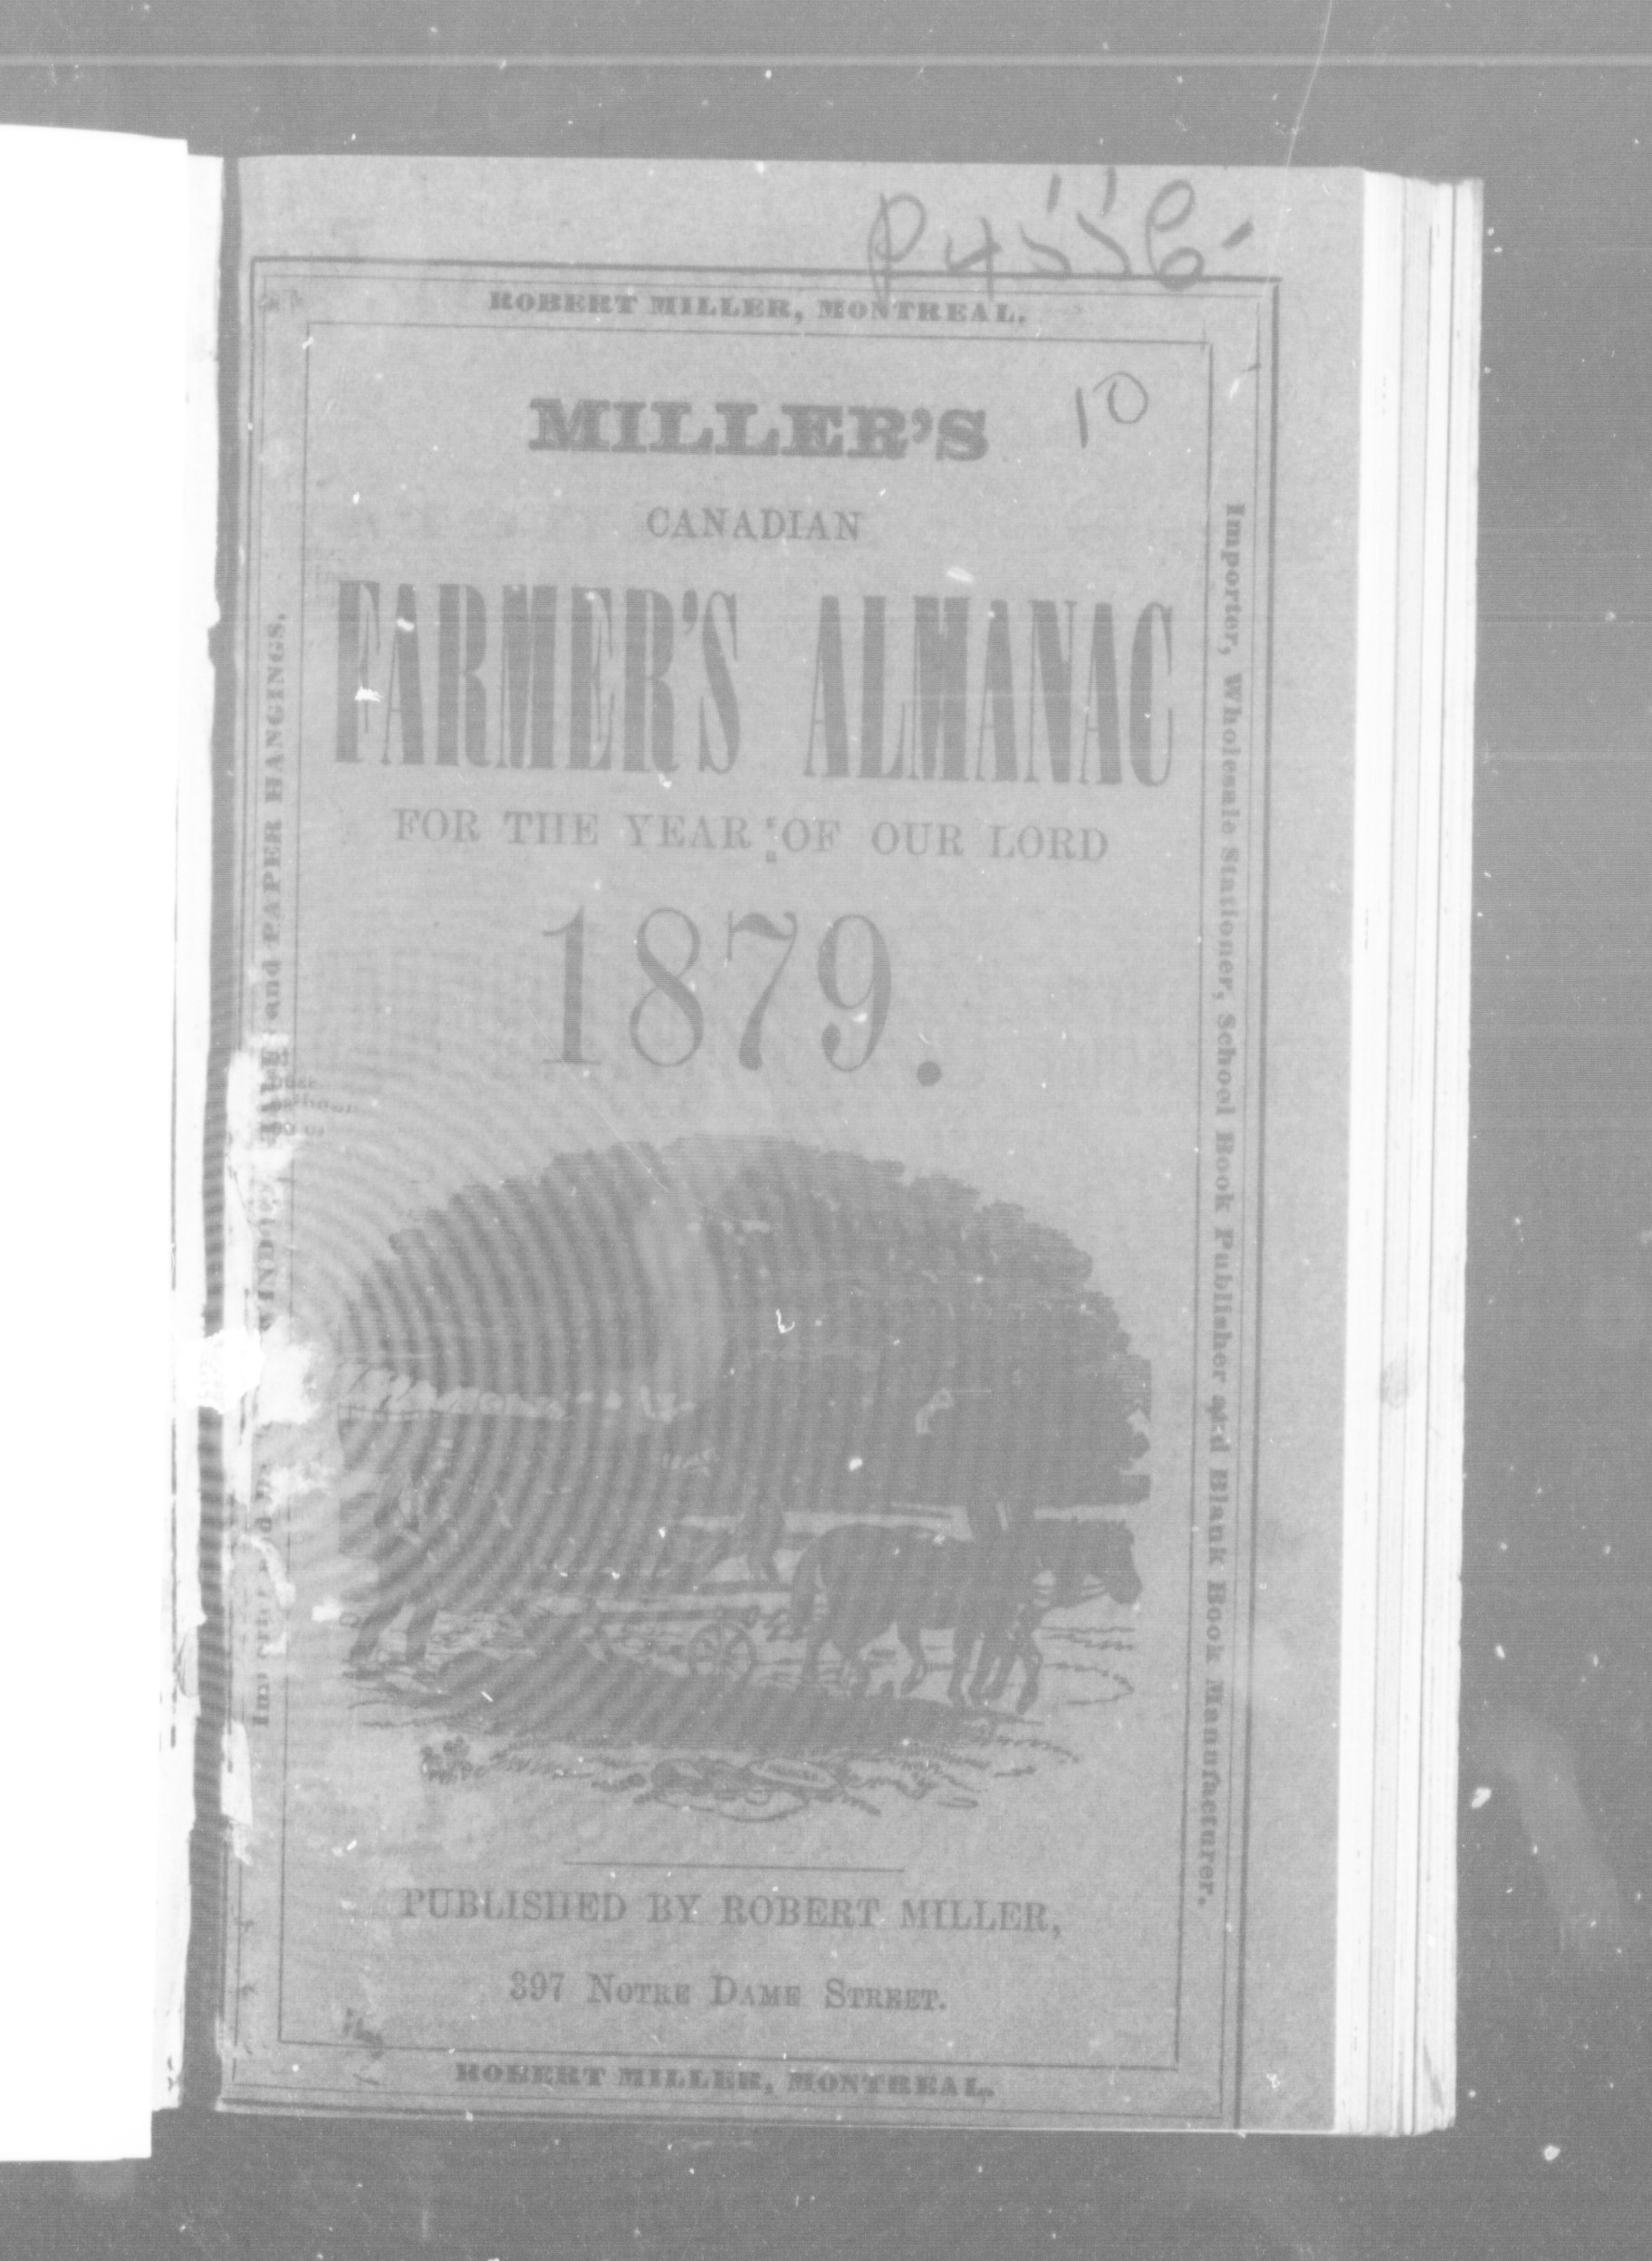 ROBERT MILLER, MONTREAL.
10
MILLER'S
CANADIAN
FARMER'S ALMANAC
FOR THE YEAR OF OUR LORD
1879.
PUBLISHED BY ROBERT MILLER,
397 NOTRE DAME STREET.
ROBERT MILLER, MONTREAL.
and PAPER HANGINGS.
Importer, Wholesale Stationer, School Book Publisher and Blank Book Manufacturer.